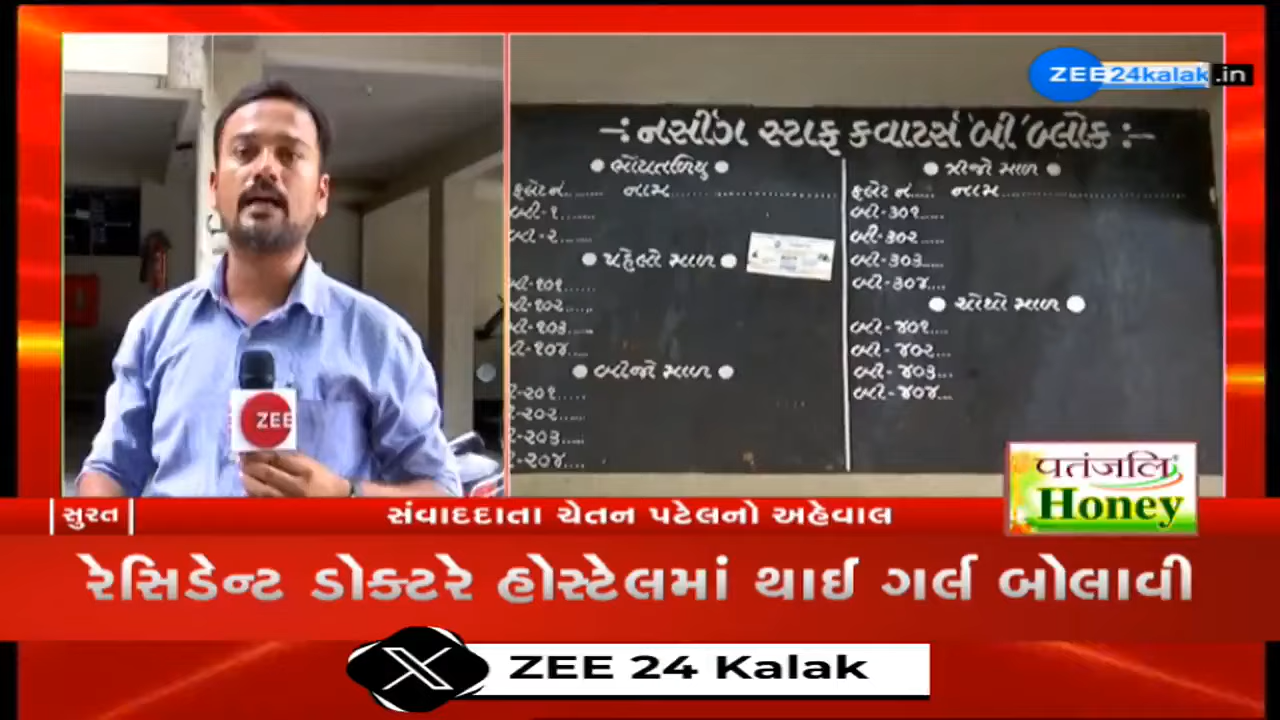 ZEE24kalak.in
-: નર્સીંગ સ્ટાફ કવાટર્સ 'બી' બ્લોક :-
● ભોંયતળિયુ ●
ફ્લેટ નં...... નામ
બી-૧......
બી-૨......
● પહેલો માળ ●
બી-૧૦૧......
બી-૧૦૨......
બી-૧૦૩......
બી-૧૦૪....
● બીજો માળ ●
-૨૦૧.....
-૨૦૨.....
-૨૦૩.....
-૨૦૪....
● ત્રીજો માળ ●
ફ્લેટ નં..... નામ
બી-૩૦૧....
બી-૩૦૨....
બી-૩૦૩....
બી-૩૦૪....
● ચોથો માળ ●
બી-૪૦૧....
બી-૪૦૨...
બી-૪૦૩...
બી-૪૦૪...
ZEE
पतंजलि
Honey
સુરત
સંવાદદાતા ચેતન પટેલનો અહેવાલ
રેસિડેન્ટ ડોક્ટરે હોસ્ટેલમાં થાઈ ગર્લ બોલાવી
X ZEE 24 Kalak